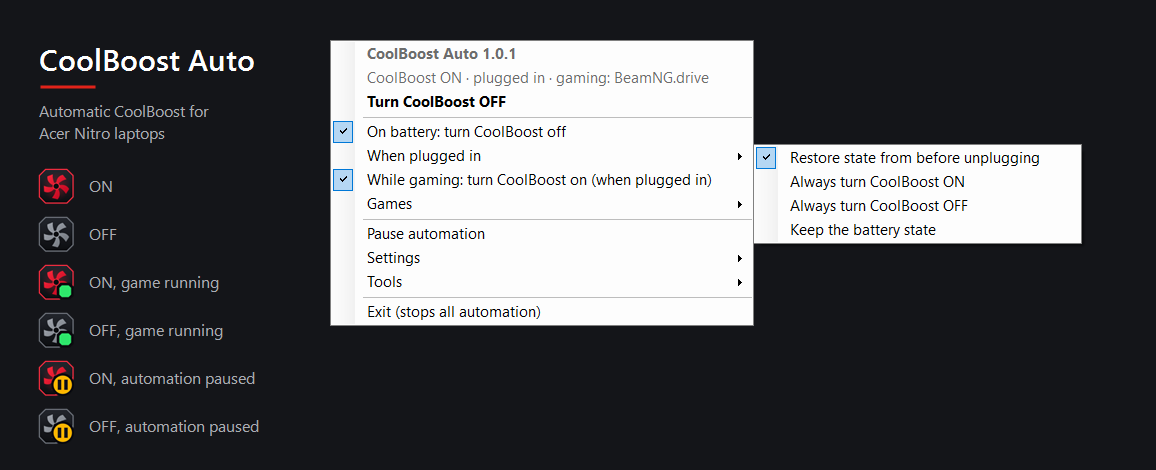 CoolBoost Auto
Automatic CoolBoost for
Acer Nitro laptops
ON
OFF
ON, game running
OFF, game running
ON, automation paused
OFF, automation paused
CoolBoost Auto 1.0.1
CoolBoost ON · plugged in · gaming: BeamNG.drive
Turn CoolBoost OFF
On battery: turn CoolBoost off
When plugged in
While gaming: turn CoolBoost on (when plugged in)
Games
Pause automation
Settings
Tools
Exit (stops all automation)
Restore state from before unplugging
Always turn CoolBoost ON
Always turn CoolBoost OFF
Keep the battery state